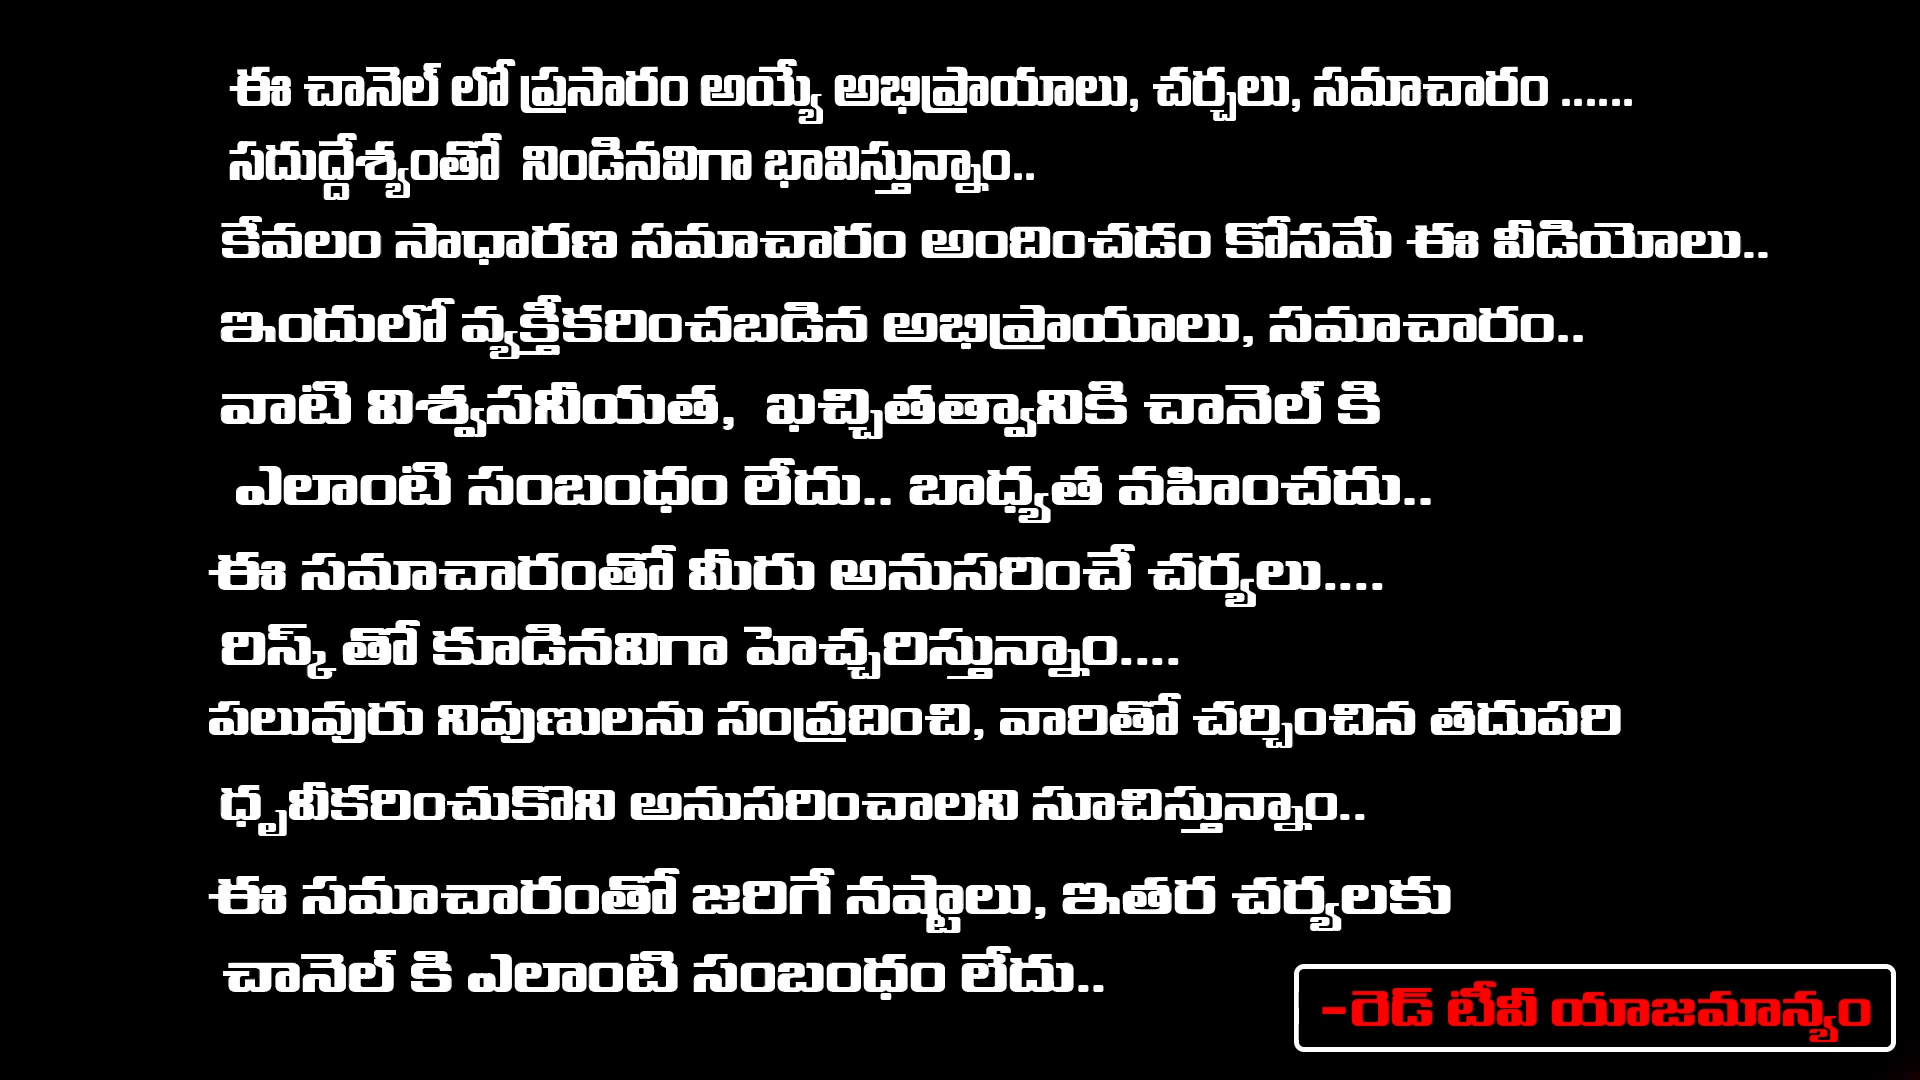 ఈ చానెల్ లో ప్రసారం అయ్యే అభిప్రాయాలు, చర్చలు, సమాచారం ......
సదుద్దేశ్యంతో నిండినవిగా భావిస్తున్నాం..
కేవలం సాధారణ సమాచారం అందించడం కోసమే ఈ వీడియోలు..
ఇందులో వ్యక్తీకరించబడిన అభిప్రాయాలు, సమాచారం..
వాటి విశ్వసనీయత, ఖచ్చితత్వానికి చానెల్ కి
ఎలాంటి సంబంధం లేదు.. బాధ్యత వహించదు..
ఈ సమాచారంతో మీరు అనుసరించే చర్యలు....
రిస్క్ తో కూడినవిగా హెచ్చరిస్తున్నాం....
పలువురు నిపుణులను సంప్రదించి, వారితో చర్చించిన తదుపరి
ధృవీకరించుకొని అనుసరించాలని సూచిస్తున్నాం..
ఈ సమాచారంతో జరిగే నష్టాలు, ఇతర చర్యలకు
చానెల్ కి ఎలాంటి సంబంధం లేదు..
-రెడ్ టీవీ యాజమాన్యం